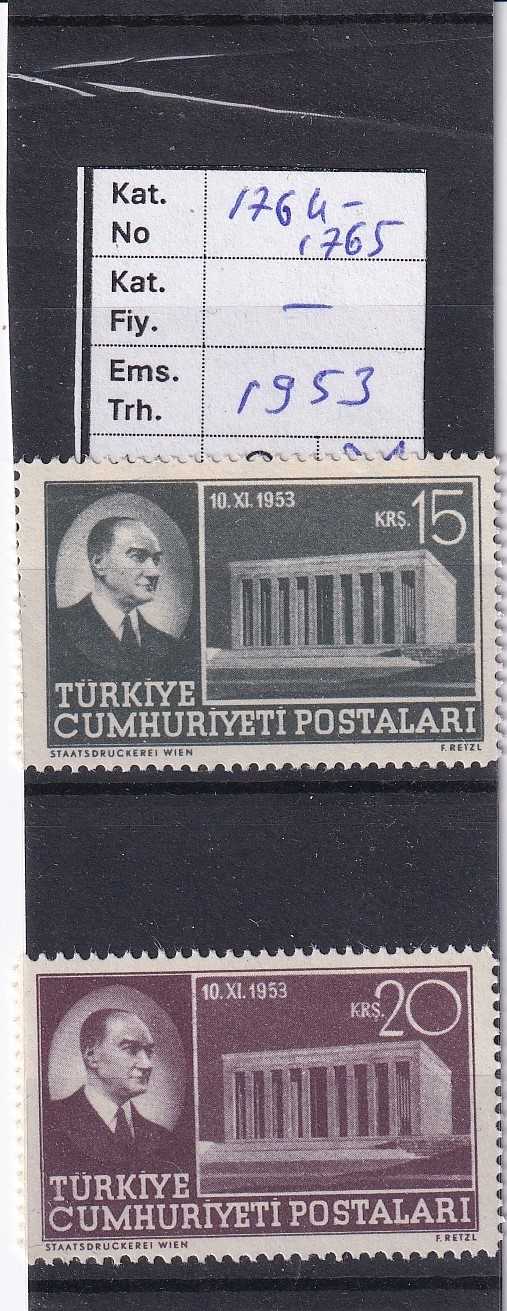 Kat.
No
1764-
1765
Kat.
Fiy.
—
Ems.
Trh.
1953
10.XI.1953
KRŞ. 15
TÜRKİYE
CUMHURİYETİ POSTALARI
STAATSDRUCKEREI WIEN
F. RETZL
10.XI.1953
KRŞ. 20
TÜRKİYE
CUMHURİYETİ POSTALARI
STAATSDRUCKEREI WIEN
F. RETZL